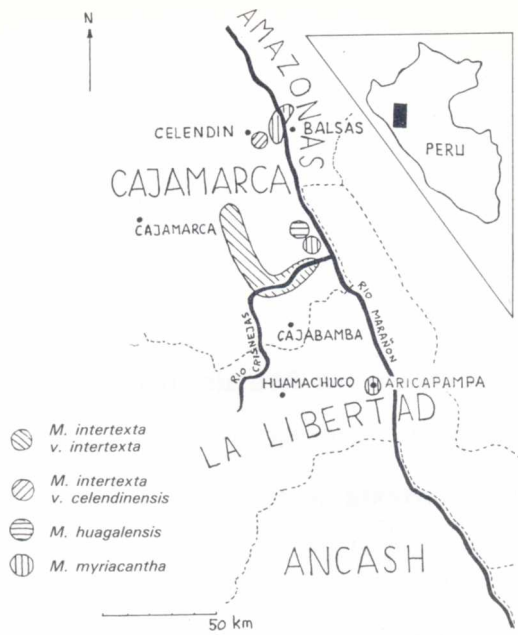 N
AMAZONAS
PERU
CELENDIN
BALSAS
CAJAMARCA
CAJAMARCA
RIO MARAÑON
RIO CRISNEJAS
CAJABAMBA
HUAMACHUCO
ARICAPAMPA
LA LIBERTAD
M. intertexta
v. intertexta
M. intertexta
v. celendinensis
M. huagalensis
M. myriacantha
ANCASH
50 km